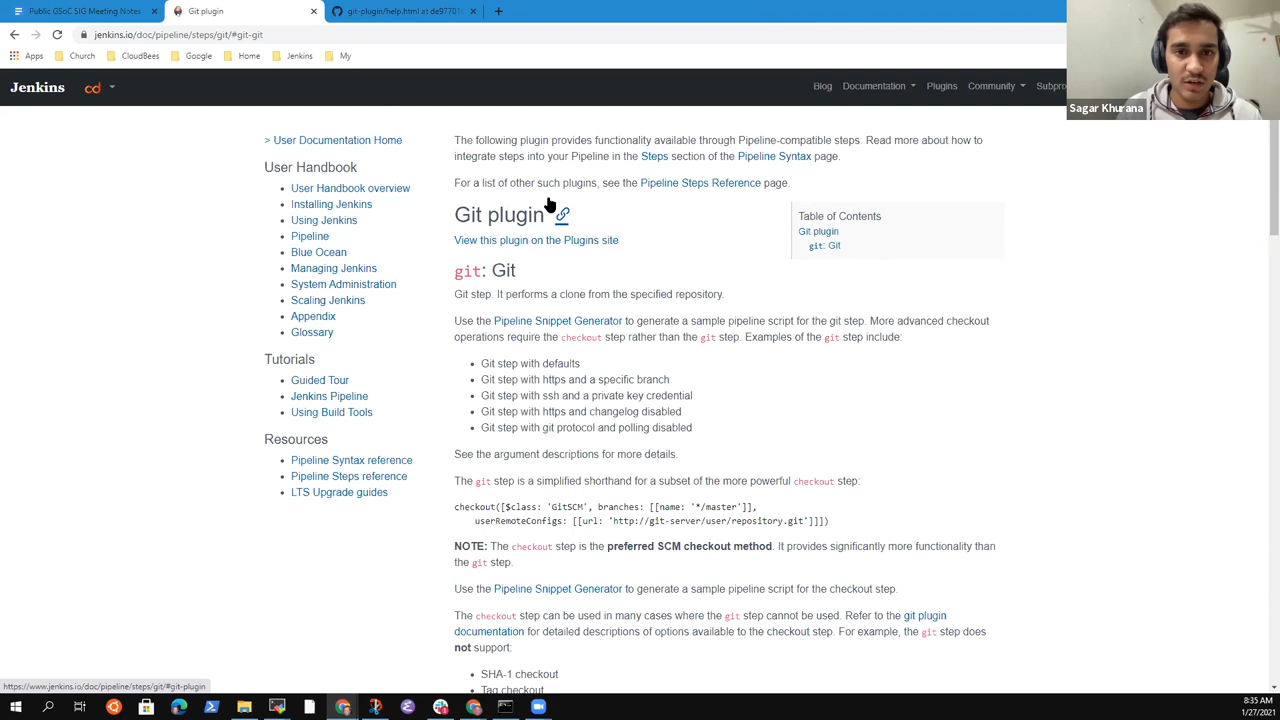 Public GSoC SIG Meeting Notes
Git plugin
git-plugin/help.html at de97701
jenkins.io/doc/pipeline/steps/git/#git-git
Apps
Church
CloudBees
Google
Home
Jenkins
My
Jenkins
cd
Blog
Documentation
Plugins
Community
Subpro
Sagar Khurana
> User Documentation Home
User Handbook
User Handbook overview
Installing Jenkins
Using Jenkins
Pipeline
Blue Ocean
Managing Jenkins
System Administration
Scaling Jenkins
Appendix
Glossary
Tutorials
Guided Tour
Jenkins Pipeline
Using Build Tools
Resources
Pipeline Syntax reference
Pipeline Steps reference
LTS Upgrade guides
The following plugin provides functionality available through Pipeline-compatible steps. Read more about how to
integrate steps into your Pipeline in the Steps section of the Pipeline Syntax page.
For a list of other such plugins, see the Pipeline Steps Reference page.
Git plugin
View this plugin on the Plugins site
git: Git
Git step. It performs a clone from the specified repository.
Use the Pipeline Snippet Generator to generate a sample pipeline script for the git step. More advanced checkout
operations require the checkout step rather than the git step. Examples of the git step include:
Git step with defaults
Git step with https and a specific branch
Git step with ssh and a private key credential
Git step with https and changelog disabled
Git step with git protocol and polling disabled
See the argument descriptions for more details.
The git step is a simplified shorthand for a subset of the more powerful checkout step:
checkout([$class: 'GitSCM', branches: [[name: '*/master']],
userRemoteConfigs: [[url: 'http://git-server/user/repository.git']]])
NOTE: The checkout step is the preferred SCM checkout method. It provides significantly more functionality than
the git step.
Use the Pipeline Snippet Generator to generate a sample pipeline script for the checkout step.
The checkout step can be used in many cases where the git step cannot be used. Refer to the git plugin
documentation for detailed descriptions of options available to the checkout step. For example, the git step does
not support:
SHA-1 checkout
Tag checkout
Table of Contents
Git plugin
git: Git
https://www.jenkins.io/doc/pipeline/steps/git/#git-plugin
8:35 AM
1/27/2021